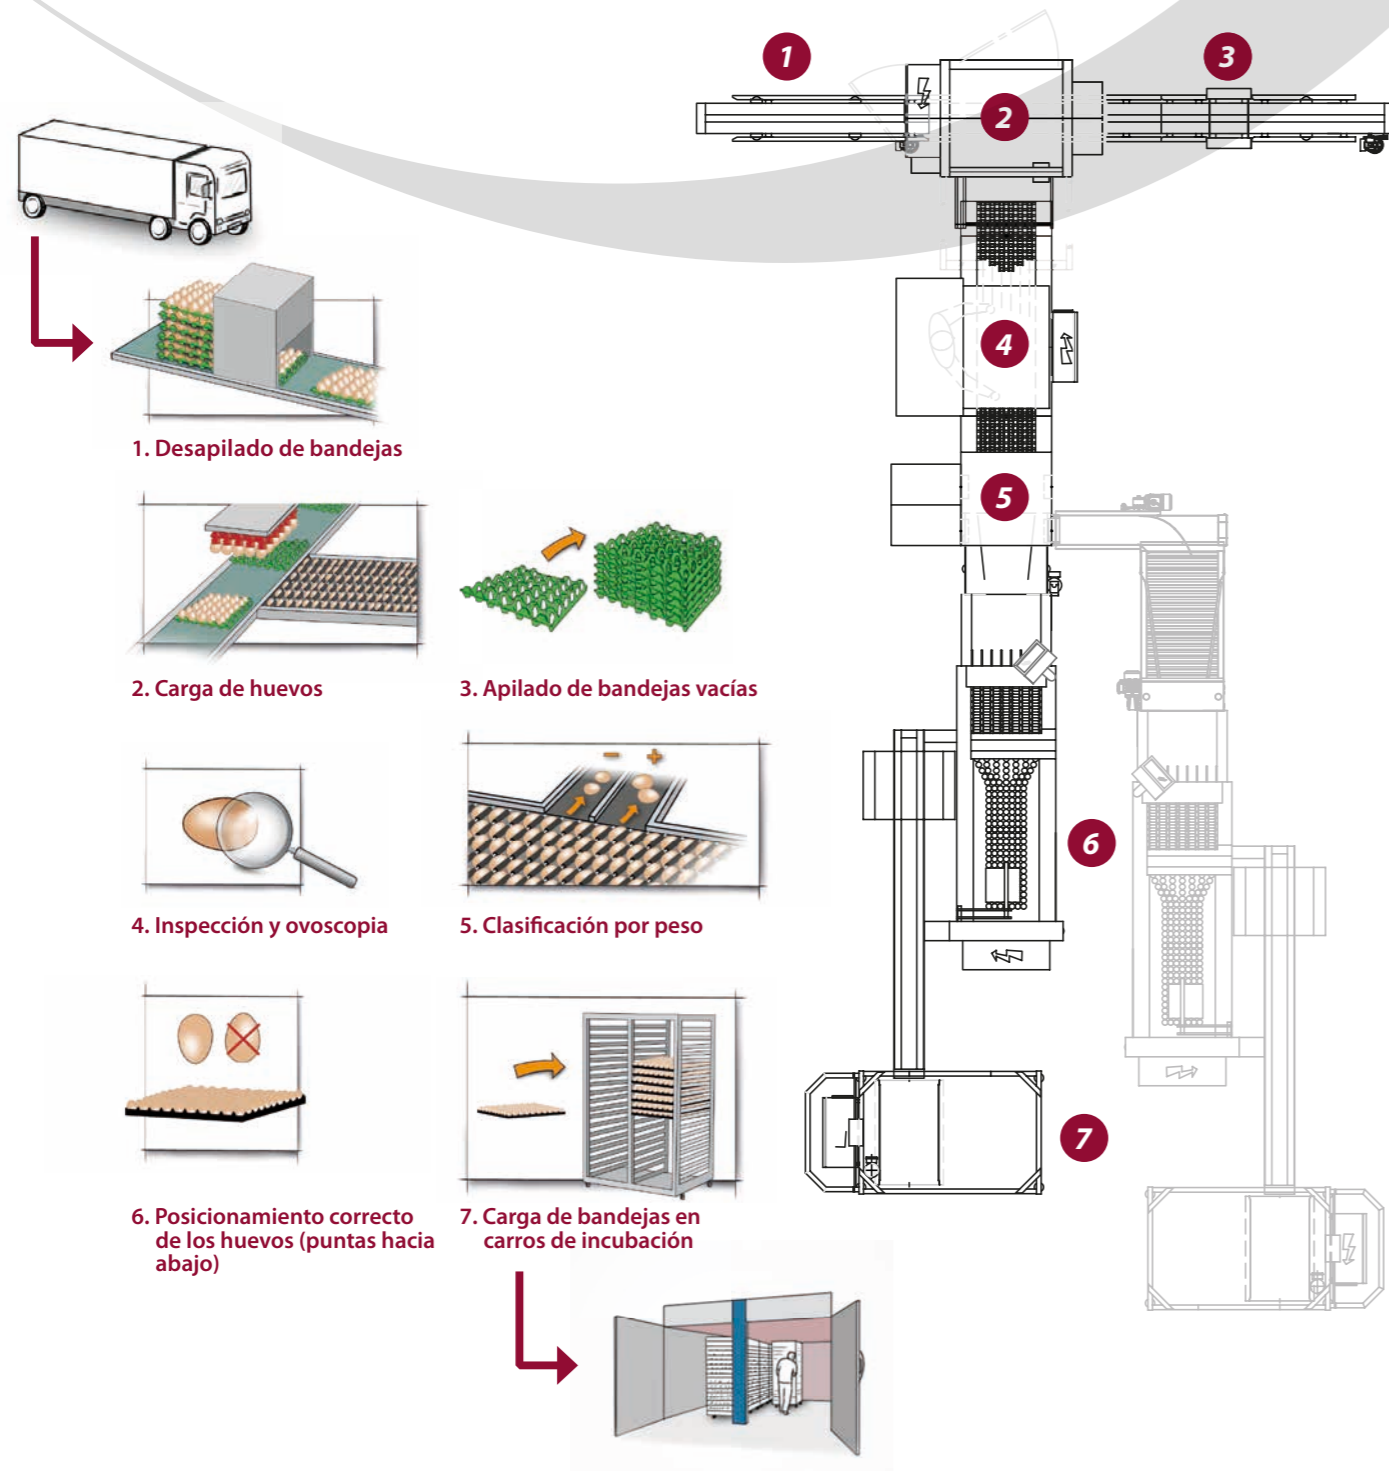 1
2
3
4
5
6
7
1. Desapilado de bandejas
2. Carga de huevos
3. Apilado de bandejas vacías
4. Inspección y ovoscopia
- +
5. Clasificación por peso
6. Posicionamiento correcto
de los huevos (puntas hacia
abajo)
7. Carga de bandejas en
carros de incubación